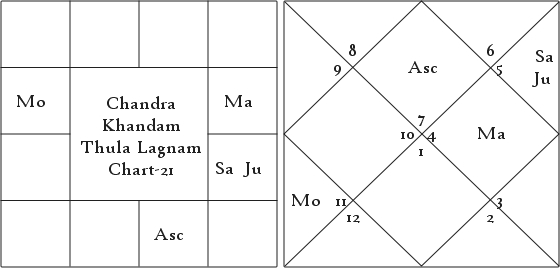 Mo
Chandra
Khandam
Thula Lagnam
Chart-21
Ma
Sa Ju
Asc
8
9
Asc
6
5
Sa
Ju
7
10 4
1
Ma
Mo
11
12
3
2